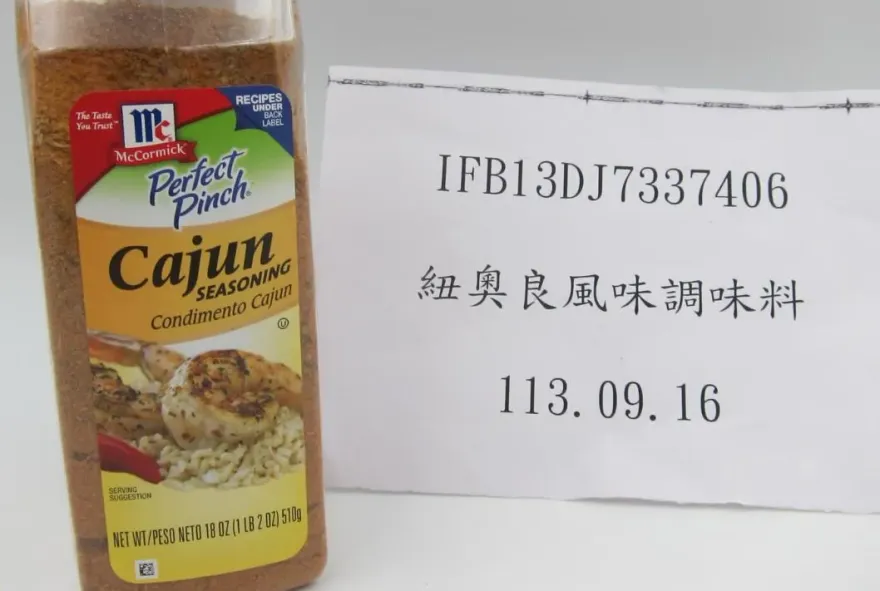 The Taste
You Trust™
Mc
McCormick®
RECIPES
UNDER
BACK
LABEL
Perfect
Pinch®
Cajun
SEASONING
Condimento Cajun
U
SERVING
SUGGESTION
NET WT/PESO NETO 18 OZ (1 LB 2 OZ) 510g
IFB13DJ7337406
紐奧良風味調味料
113.09.16